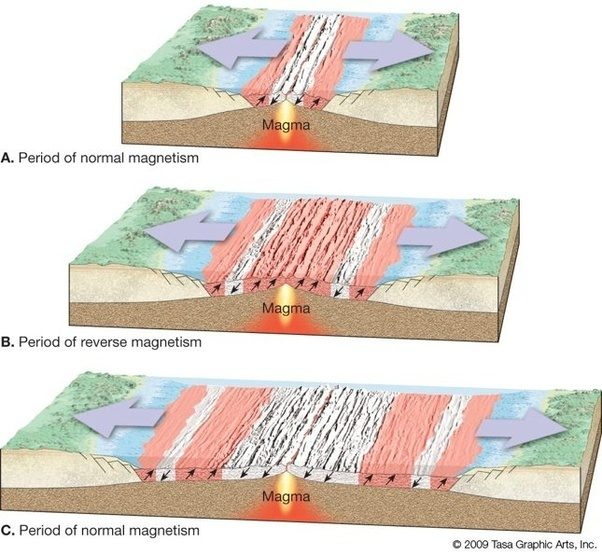 Magma
A. Period of normal magnetism
Magma
B. Period of reverse magnetism
Magma
C. Period of normal magnetism
© 2009 Tasa Graphic Arts, Inc.